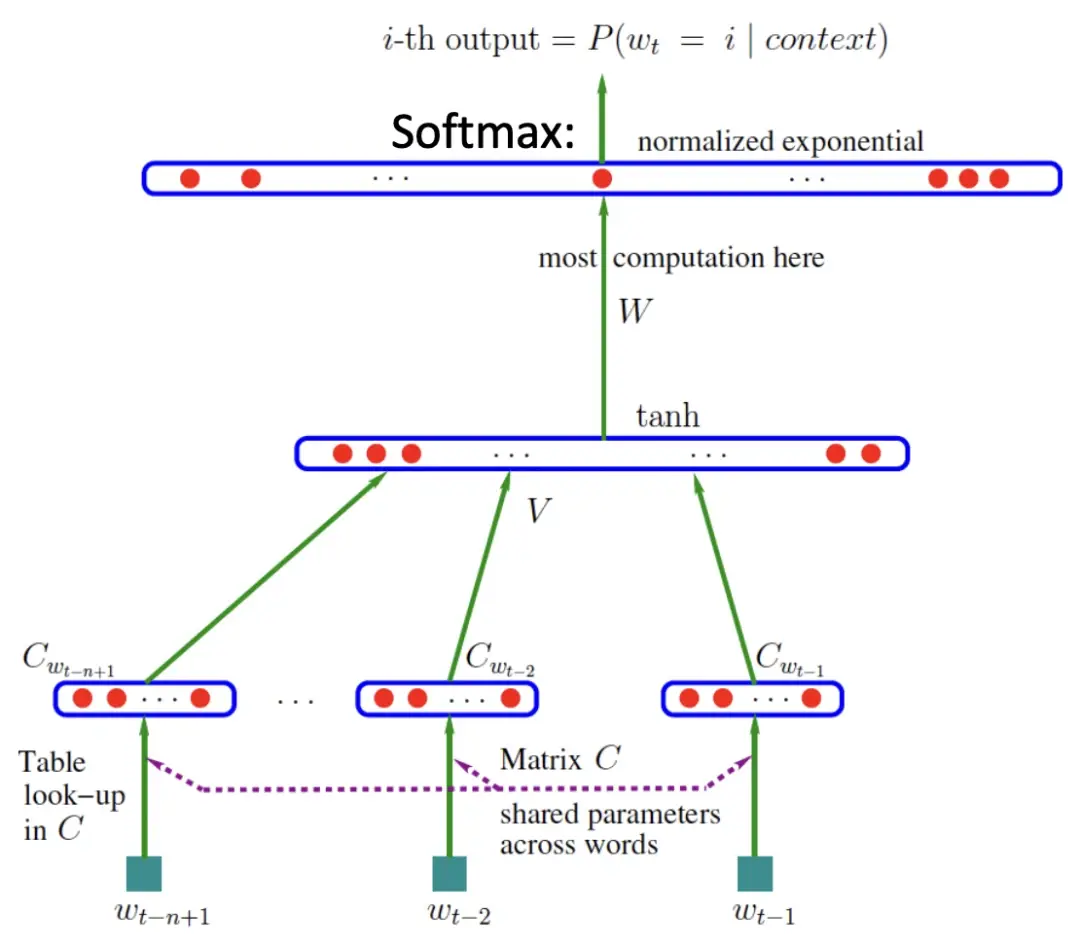 i-th output = P(w_t = i | context)
Softmax: normalized exponential
. . . . . .
most computation here
W
tanh
. . . . . .
V
C_{w_{t−n+1}} C_{w_{t−2}} C_{w_{t−1}}
. . . . . . . . . . . .
Table
look−up
in C
Matrix C
shared parameters
across words
w_{t−n+1} w_{t−2} w_{t−1}